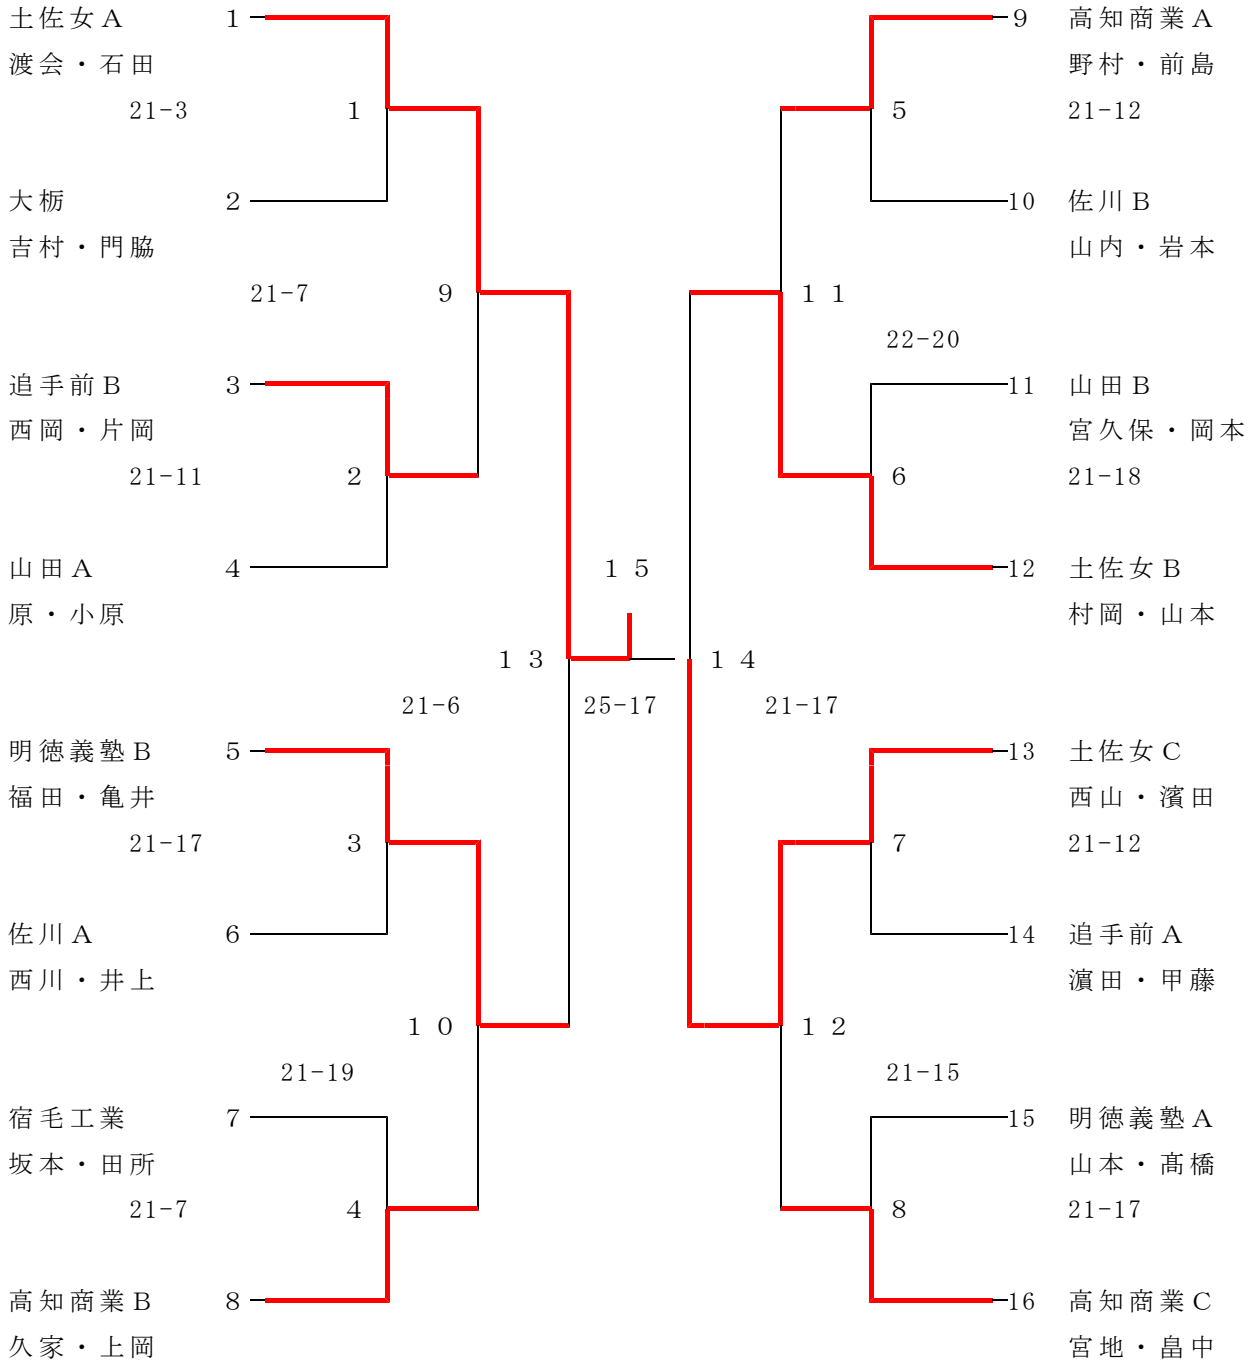 土佐女A 1
渡会・石田
21-3 1
大栃 2
吉村・門脇
21-7 9
追手前B 3
西岡・片岡
21-11 2
山田A 4
原・小原
13
21-6
明徳義塾B 5
福田・亀井
21-17 3
佐川A 6
西川・井上
10
21-19
宿毛工業 7
坂本・田所
21-7 4
高知商業B 8
久家・上岡
15
25-17
9 高知商業A
野村・前島
5 21-12
10 佐川B
山内・岩本
11
22-20
11 山田B
宮久保・岡本
6 21-18
12 土佐女B
村岡・山本
14
21-17
13 土佐女C
西山・濱田
7 21-12
14 追手前A
濵田・甲藤
12
21-15
15 明徳義塾A
山本・髙橋
8 21-17
16 高知商業C
宮地・畠中